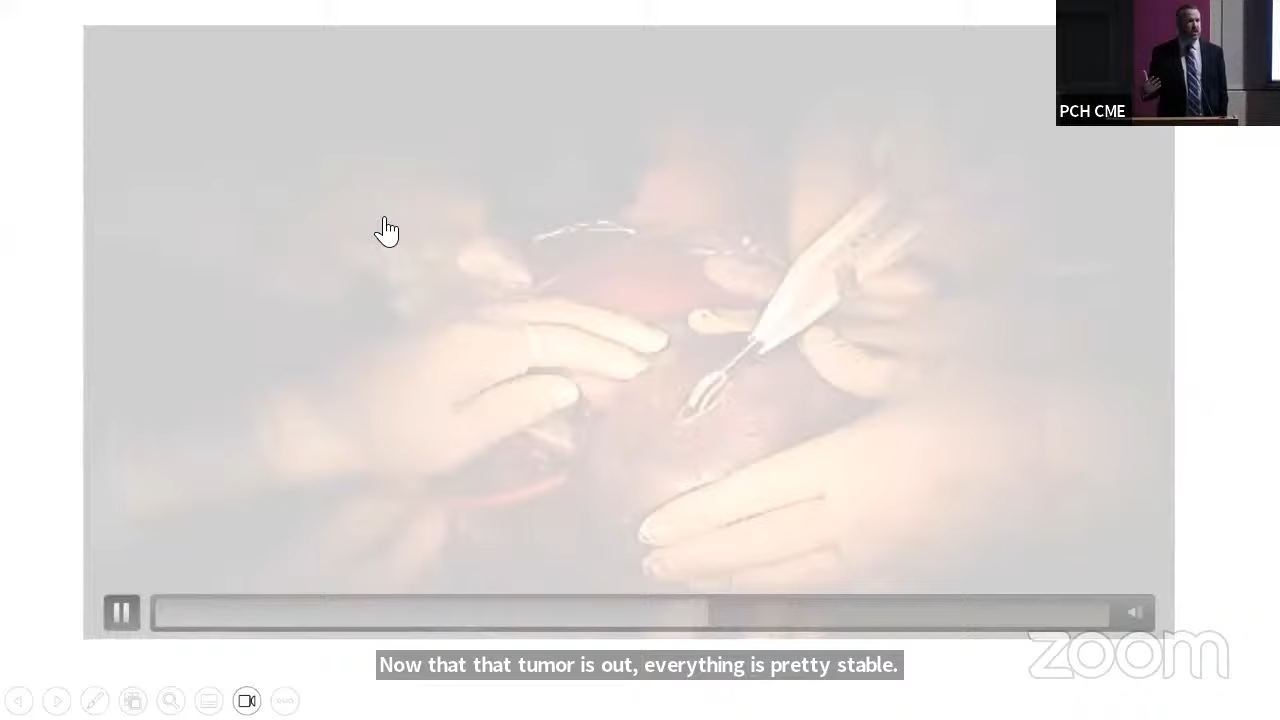 PCH CME
Now that that tumor is out, everything is pretty stable.
zoom